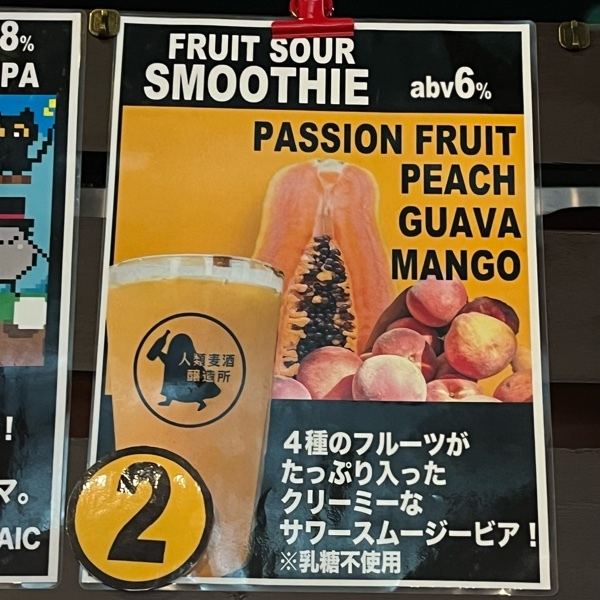 8%
PA
!
マ。
AIC
FRUIT SOUR
SMOOTHIE abv6%
PASSION FRUIT
PEACH
GUAVA
MANGO
人類麦酒
醸造所
2
4種のフルーツが
たっぷり入った
クリーミーな
サワースムージービア!
※乳糖不使用